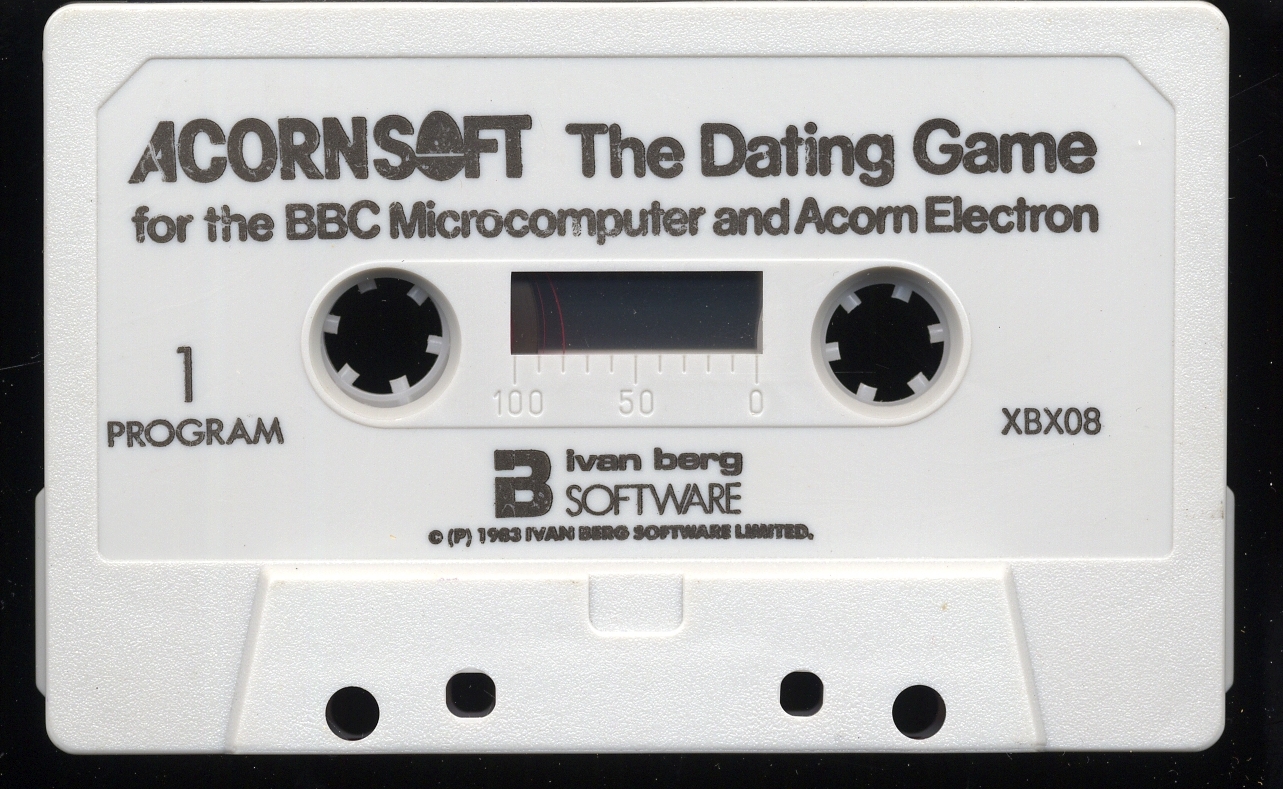 ACORNSOFT The Dating Game
for the BBC Microcomputer and Acorn Electron
1
PROGRAM
100 50 0
XBX08
B ivan berg
SOFTWARE
© (P) 1983 IVAN BERG SOFTWARE LIMITED.